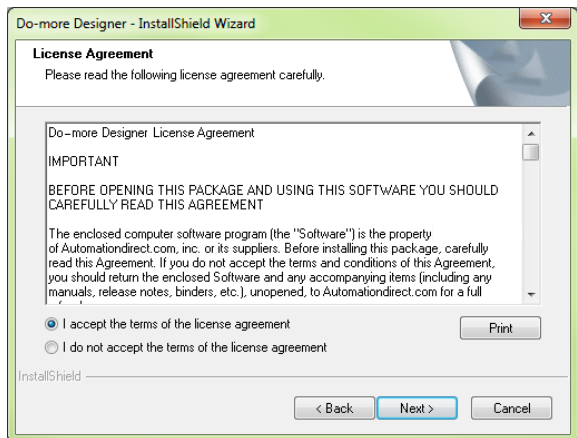 Do-more Designer - InstallShield Wizard
License Agreement
Please read the following license agreement carefully.
Do-more Designer License Agreement
IMPORTANT
BEFORE OPENING THIS PACKAGE AND USING THIS SOFTWARE YOU SHOULD
CAREFULLY READ THIS AGREEMENT
The enclosed computer software program (the "Software") is the property
of Automationdirect.com, inc. or its suppliers. Before installing this package, carefully
read this Agreement. If you do not accept the terms and conditions of this Agreement,
you should return the enclosed Software and any accompanying items (including any
manuals, release notes, binders, etc.), unopened, to Automationdirect.com for a full
I accept the terms of the license agreement
Print
I do not accept the terms of the license agreement
InstallShield
< Back
Next >
Cancel